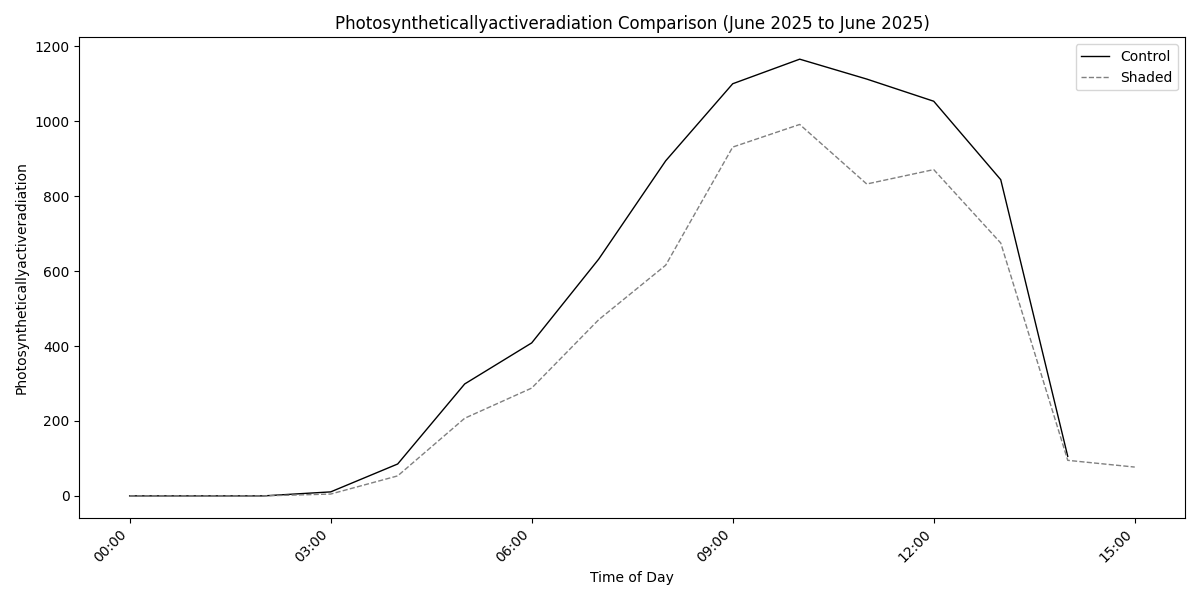 Photosyntheticallyactiveradiation Comparison (June 2025 to June 2025)
Control
Shaded
1200
1000
800
600
400
200
0
Photosyntheticallyactiveradiation
00:00
03:00
06:00
09:00
12:00
15:00
Time of Day